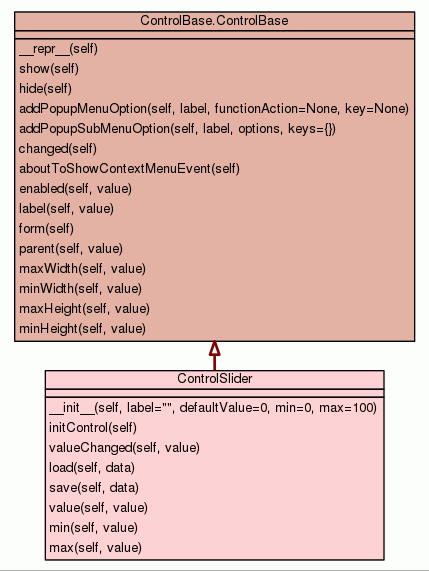 ControlBase.ControlBase
__repr__(self)
show(self)
hide(self)
addPopupMenuOption(self, label, functionAction=None, key=None)
addPopupSubMenuOption(self, label, options, keys={})
changed(self)
aboutToShowContextMenuEvent(self)
enabled(self, value)
label(self, value)
form(self)
parent(self, value)
maxWidth(self, value)
minWidth(self, value)
maxHeight(self, value)
minHeight(self, value)
ControlSlider
__init__(self, label="", defaultValue=0, min=0, max=100)
initControl(self)
valueChanged(self, value)
load(self, data)
save(self, data)
value(self, value)
min(self, value)
max(self, value)